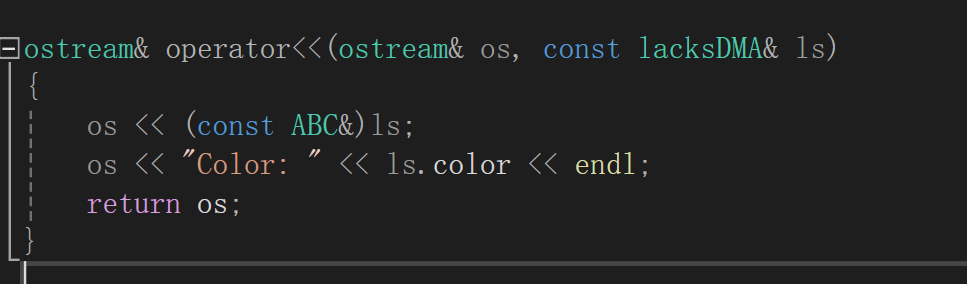 ostream& operator<<(ostream& os, const lacksDMA& ls)
{
os << (const ABC&)ls;
os << "Color: " << ls.color << endl;
return os;
}